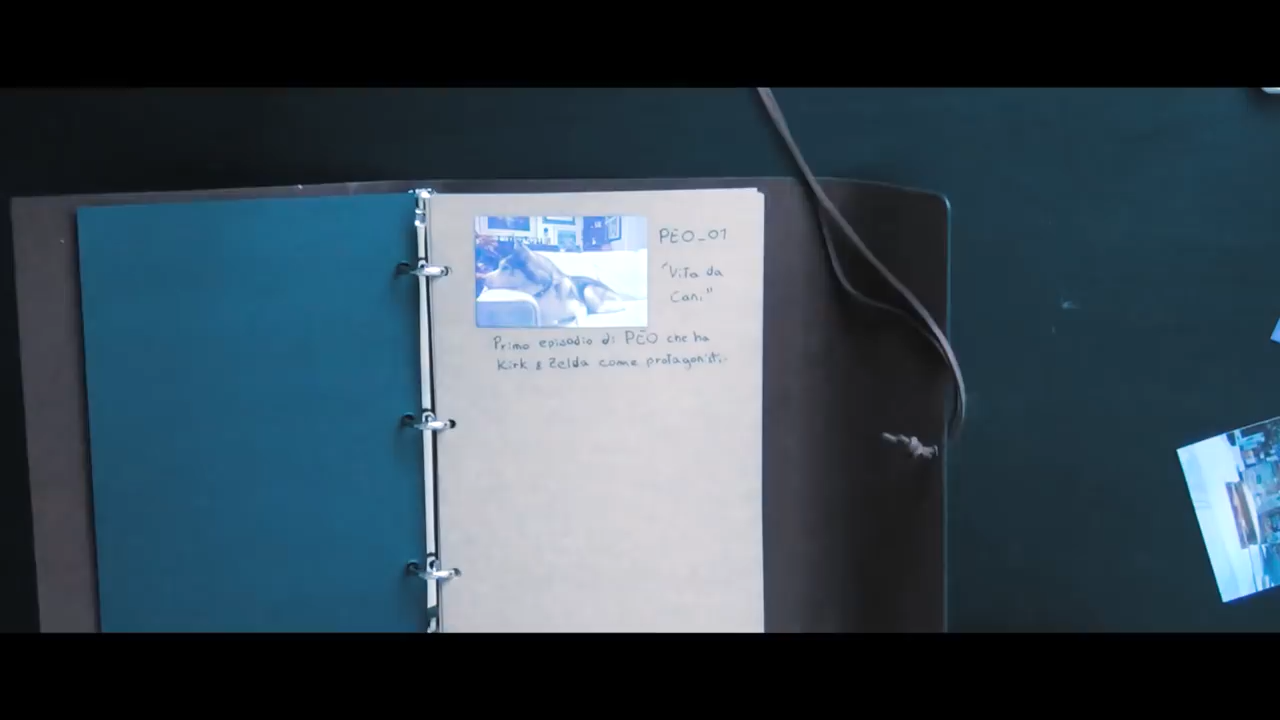 PEO_01
"Vita da
Cani"
Primo episodio di PEO che ha
Kirk & Zelda come protagonisti.